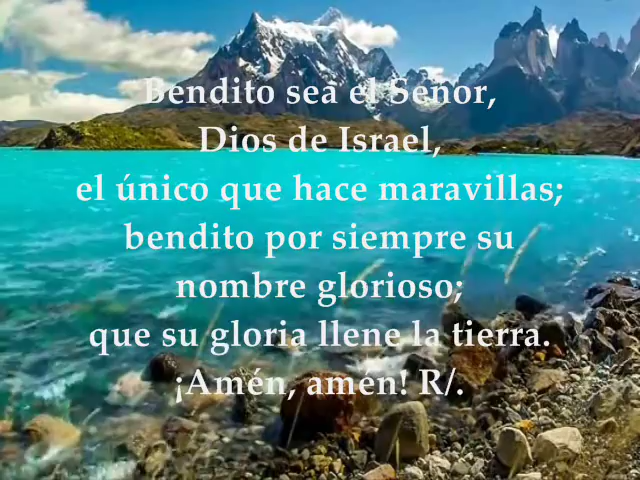 Bendito sea el Señor,
Dios de Israel,
el único que hace maravillas;
bendito por siempre su
nombre glorioso;
que su gloria llene la tierra.
¡Amén, amén! R/.